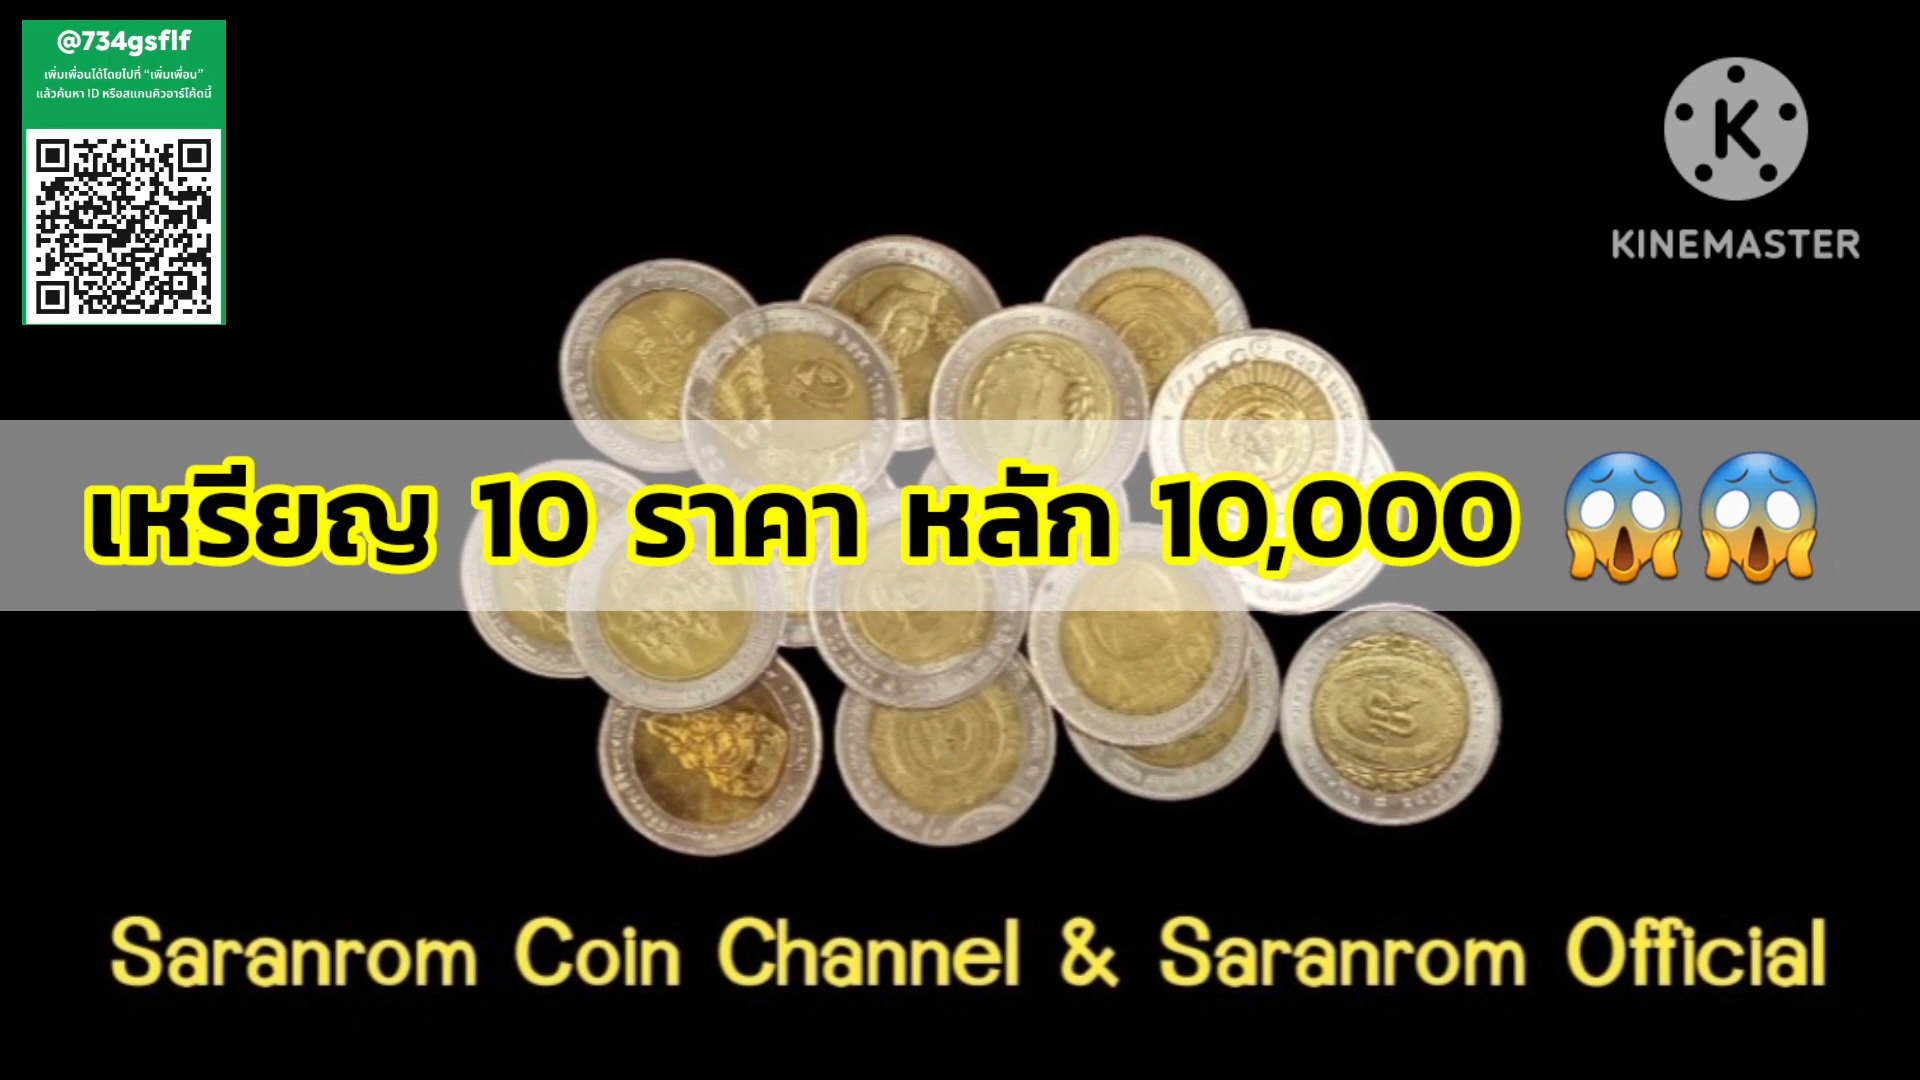 @734gsflf
เพิ่มเพื่อนได้โดยไปที่ “เพิ่มเพื่อน”
แล้วค้นหา ID หรือสแกนคิวอาร์โค้ดนี้
K
KINEMASTER
เหรียญ 10 ราคา หลัก 10,000 😱😱
Saranrom Coin Channel & Saranrom Official